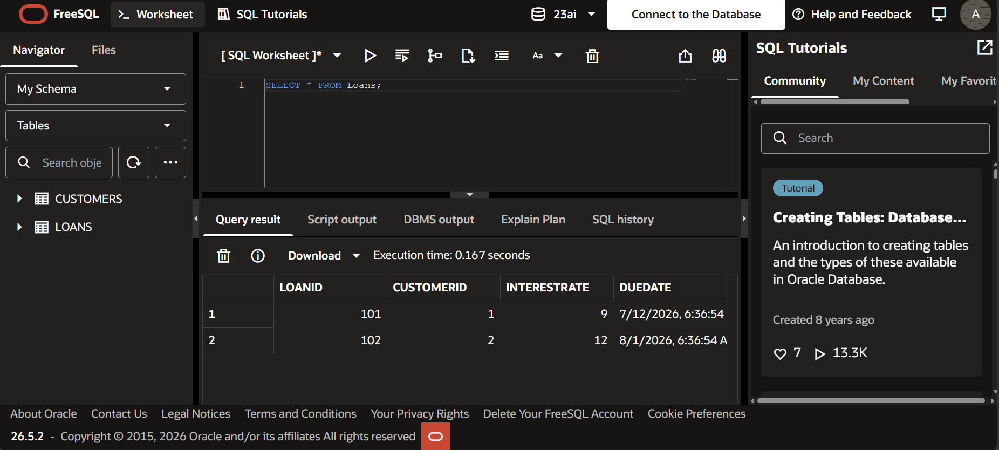 FreeSQL
Worksheet
SQL Tutorials
23ai
Connect to the Database
Help and Feedback
A
Navigator
Files
My Schema
Tables
Search obje
CUSTOMERS
LOANS
[ SQL Worksheet ]*
Aa
1
SELECT * FROM Loans;
Query result
Script output
DBMS output
Explain Plan
SQL history
Download
Execution time: 0.167 seconds
LOANID CUSTOMERID INTERESTRATE DUEDATE
1 101 1 9 7/12/2026, 6:36:54
2 102 2 12 8/1/2026, 6:36:54 A
SQL Tutorials
Community
My Content
My Favorit
Search
Tutorial
Creating Tables: Database...
An introduction to creating tables
and the types of these available
in Oracle Database.
Created 8 years ago
7
13.3K
About Oracle
Contact Us
Legal Notices
Terms and Conditions
Your Privacy Rights
Delete Your FreeSQL Account
Cookie Preferences
26.5.2 - Copyright © 2015, 2026 Oracle and/or its affiliates All rights reserved